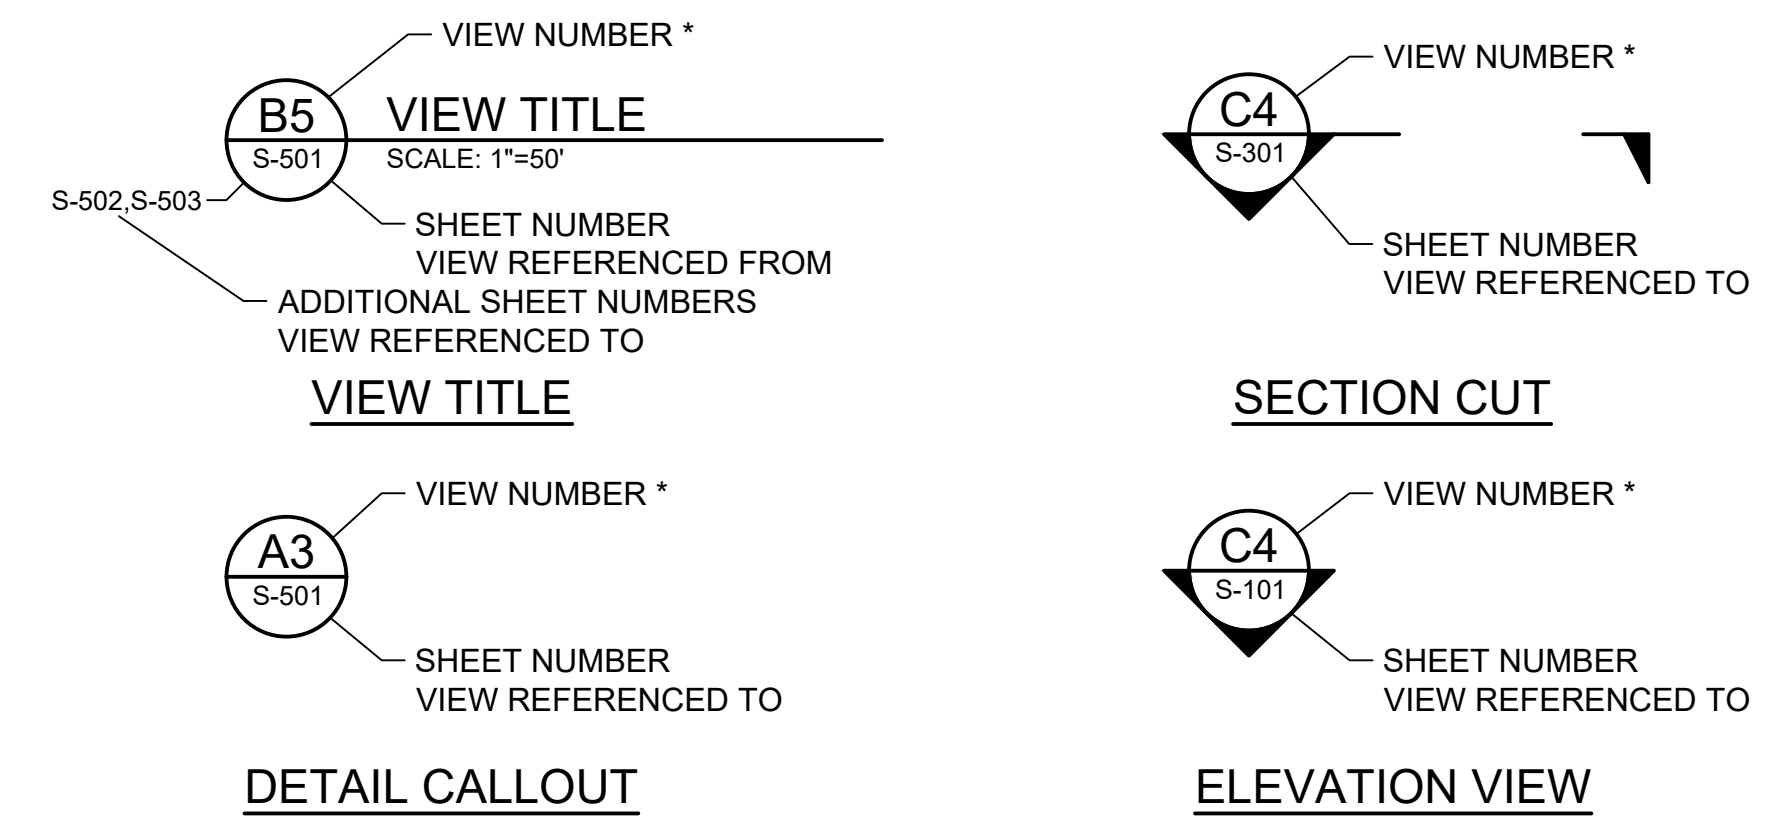 VIEW NUMBER *
B5
VIEW TITLE
S-501
SCALE: 1"=50'
S-502,S-503
SHEET NUMBER
VIEW REFERENCED FROM
ADDITIONAL SHEET NUMBERS
VIEW REFERENCED TO
VIEW TITLE
VIEW NUMBER *
C4
S-301
SHEET NUMBER
VIEW REFERENCED TO
SECTION CUT
VIEW NUMBER *
A3
S-501
SHEET NUMBER
VIEW REFERENCED TO
DETAIL CALLOUT
VIEW NUMBER *
C4
S-101
SHEET NUMBER
VIEW REFERENCED TO
ELEVATION VIEW